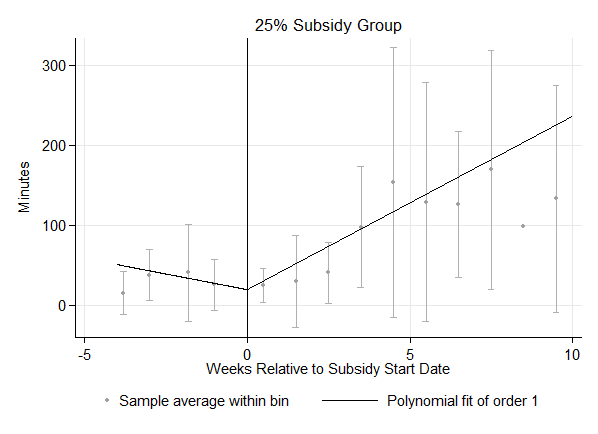 25% Subsidy Group
300
200
100
0
Minutes
-5 0 5 10
Weeks Relative to Subsidy Start Date
Sample average within bin Polynomial fit of order 1